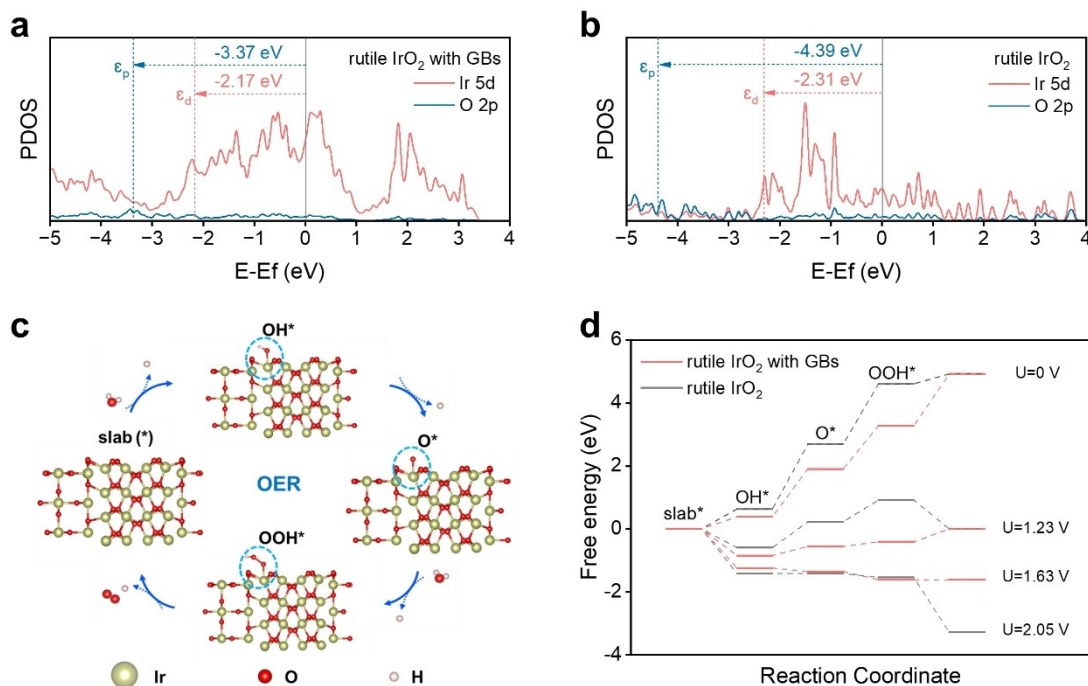 a
-3.37 eV
rutile IrO₂ with GBs
εₚ
-2.17 eV
Ir 5d
ε_d
O 2p
PDOS
−5 −4 −3 −2 −1 0 1 2 3 4
E-Ef (eV)
b
-4.39 eV
rutile IrO₂
εₚ
-2.31 eV
Ir 5d
ε_d
O 2p
PDOS
−5 −4 −3 −2 −1 0 1 2 3 4
E-Ef (eV)
c
OH*
slab (*)
O*
OER
OOH*
Ir O H
d
6
4
2
0
−2
−4
Free energy (eV)
rutile IrO₂ with GBs
rutile IrO₂
OOH*
U=0 V
O*
OH*
slab*
U=1.23 V
U=1.63 V
U=2.05 V
Reaction Coordinate